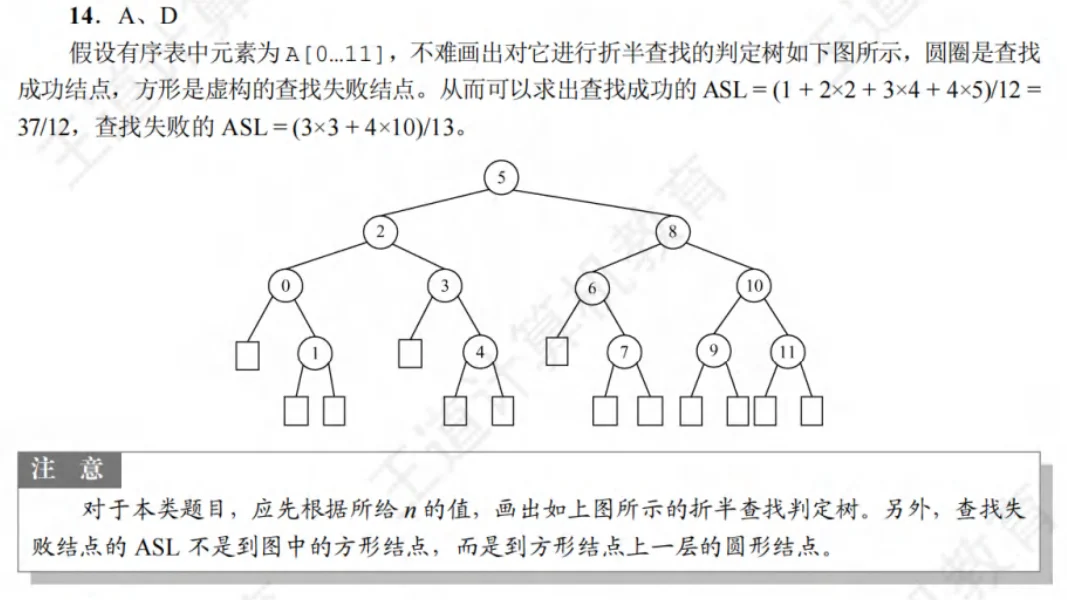 14．A、D
假设有序表中元素为 A[0…11]，不难画出对它进行折半查找的判定树如下图所示，圆圈是查找
成功结点，方形是虚构的查找失败结点。从而可以求出查找成功的 ASL = (1 + 2×2 + 3×4 + 4×5)/12 =
37/12，查找失败的 ASL = (3×3 + 4×10)/13。
5
2 8
0 3 6 10
1 4 7 9 11
注 意
对于本类题目，应先根据所给 n 的值，画出如上图所示的折半查找判定树。另外，查找失
败结点的 ASL 不是到图中的方形结点，而是到方形结点上一层的圆形结点。
王道计算机教育